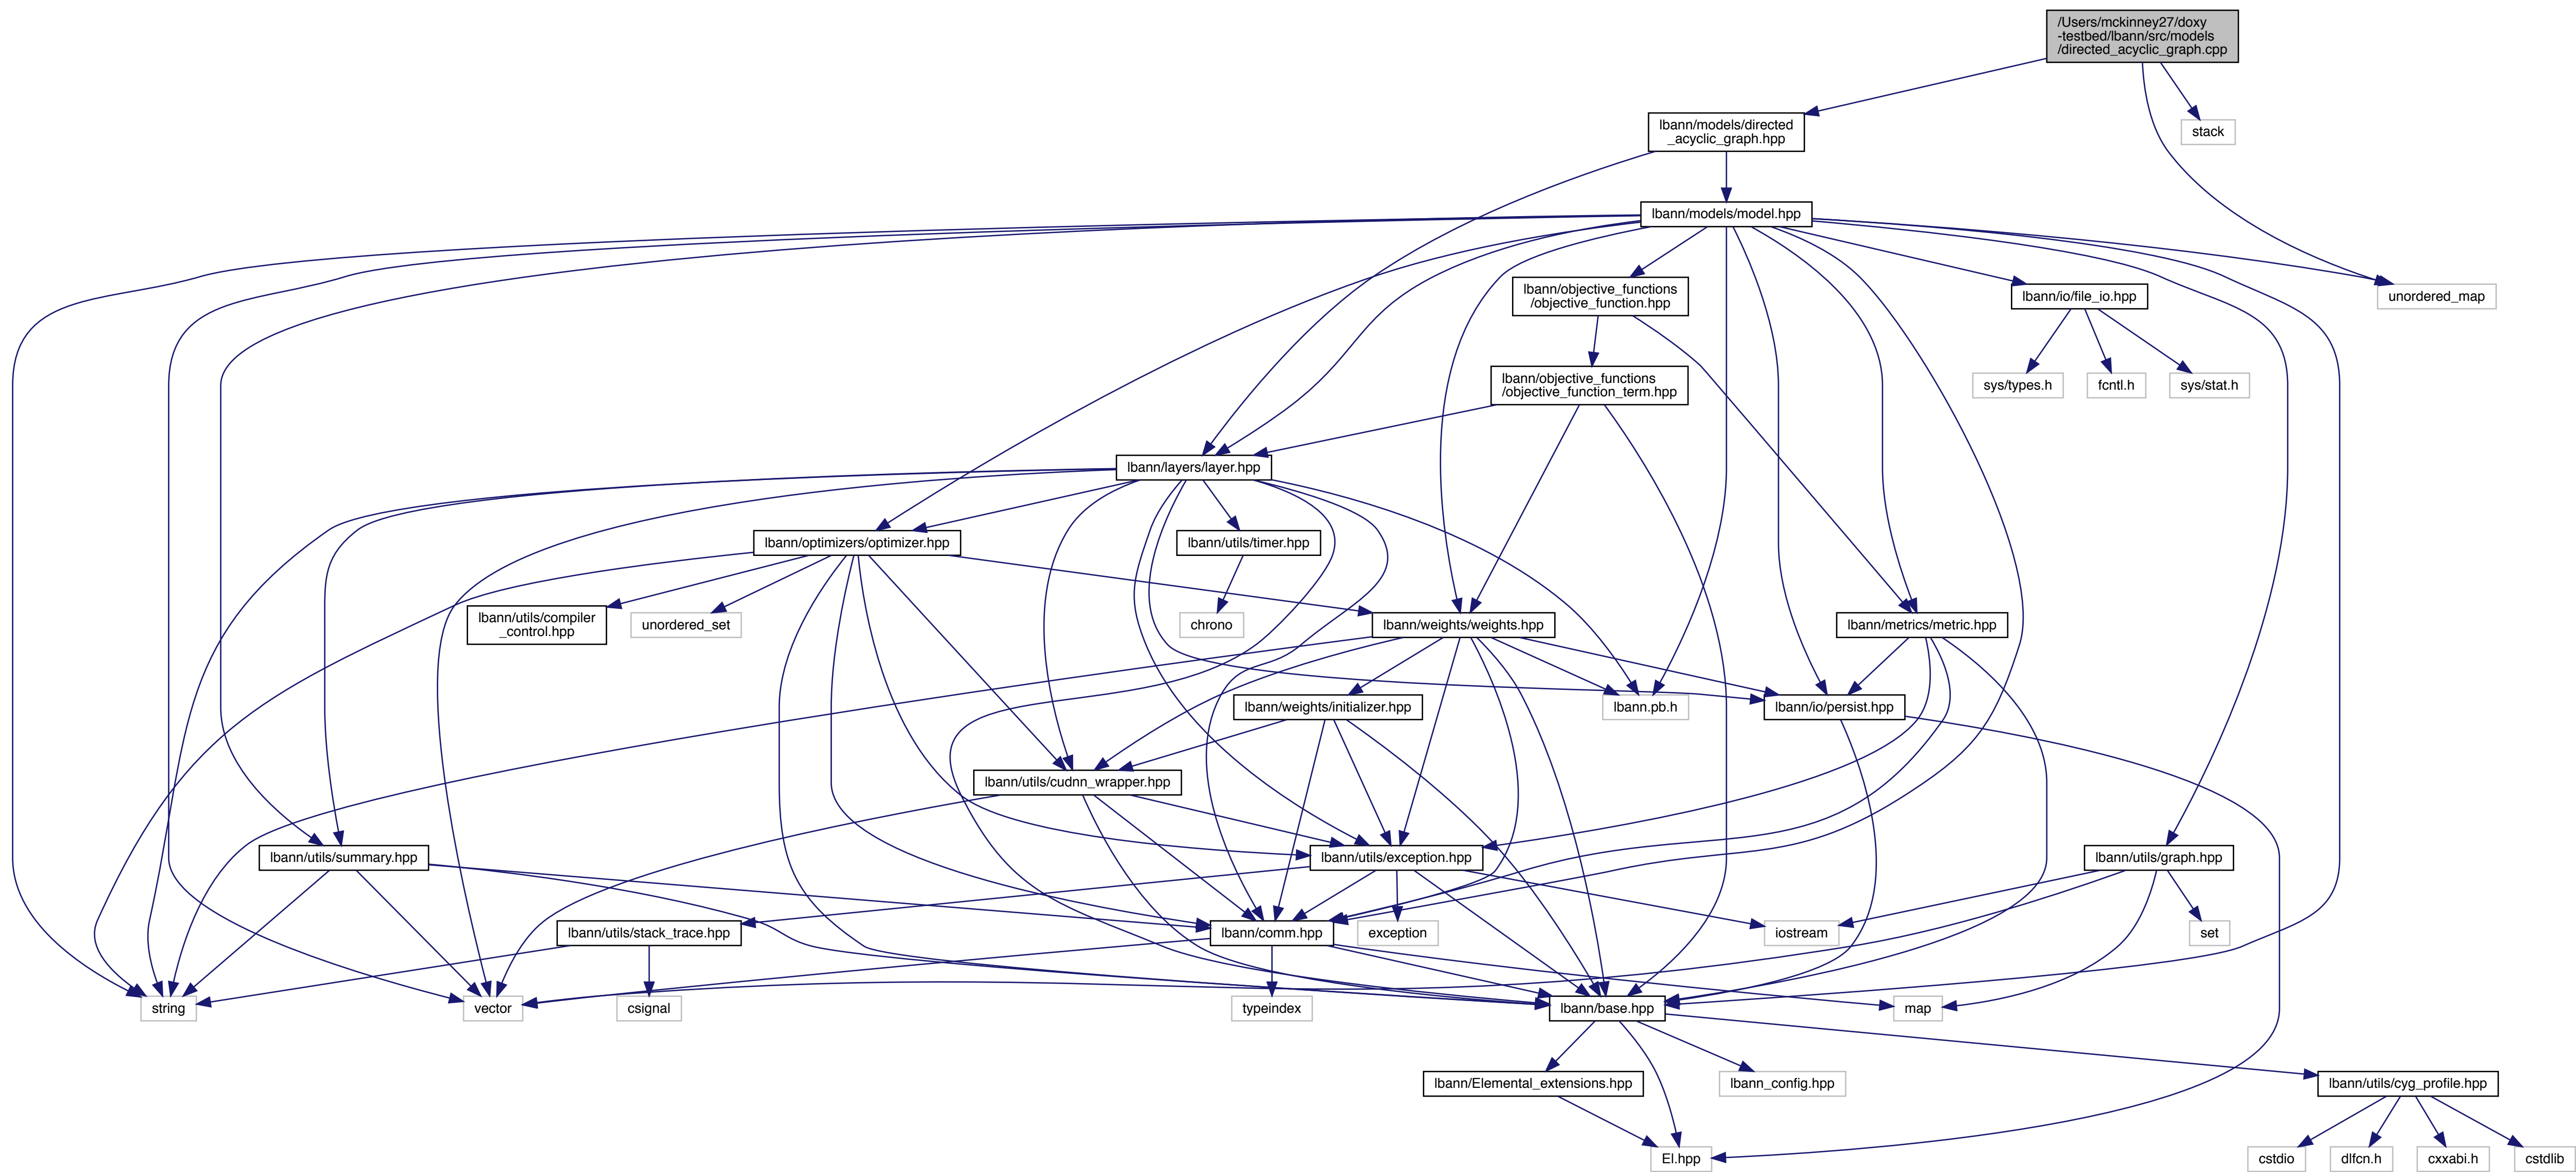 /Users/mckinney27/doxy
-testbed/lbann/src/models
/directed_acyclic_graph.cpp
lbann/models/directed
_acyclic_graph.hpp
stack
lbann/models/model.hpp
lbann/objective_functions
/objective_function.hpp
lbann/io/file_io.hpp
unordered_map
lbann/objective_functions
/objective_function_term.hpp
sys/types.h
fcntl.h
sys/stat.h
lbann/layers/layer.hpp
lbann/optimizers/optimizer.hpp
lbann/utils/timer.hpp
lbann/utils/compiler
_control.hpp
unordered_set
chrono
lbann/weights/weights.hpp
lbann/metrics/metric.hpp
lbann/weights/initializer.hpp
lbann.pb.h
lbann/io/persist.hpp
lbann/utils/cudnn_wrapper.hpp
lbann/utils/summary.hpp
lbann/utils/exception.hpp
lbann/utils/graph.hpp
lbann/utils/stack_trace.hpp
lbann/comm.hpp
exception
iostream
set
string
vector
csignal
typeindex
lbann/base.hpp
map
lbann/Elemental_extensions.hpp
lbann_config.hpp
lbann/utils/cyg_profile.hpp
El.hpp
cstdio
dlfcn.h
cxxabi.h
cstdlib